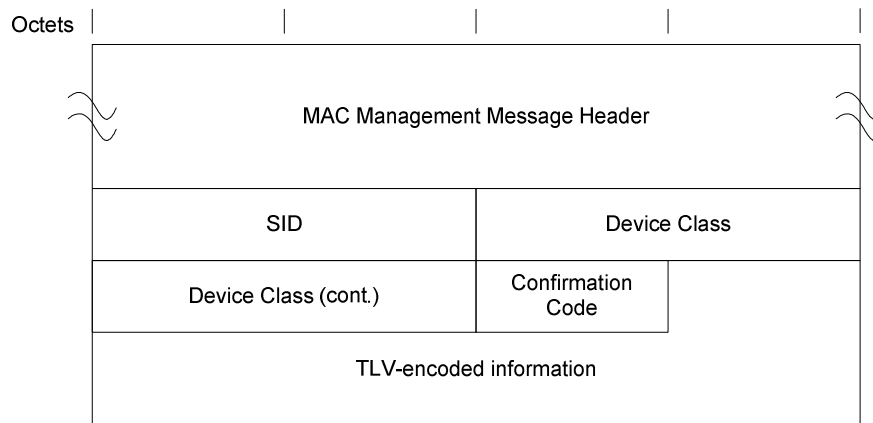 Octets
MAC Management Message Header
SID
Device Class
Device Class (cont.)
Confirmation
Code
TLV-encoded information